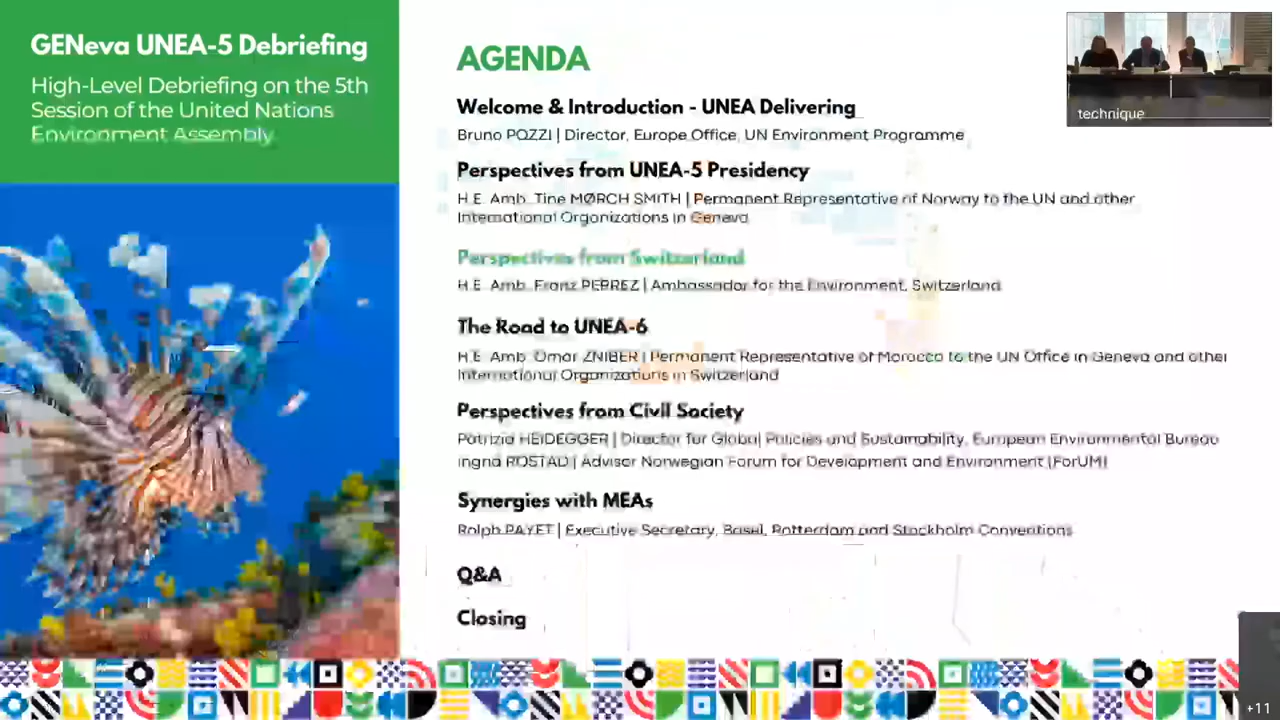 GENeva UNEA-5 Debriefing
High-Level Debriefing on the 5th
Session of the United Nations
Environment Assembly
AGENDA
Welcome & Introduction - UNEA Delivering
Bruno POZZI | Director, Europe Office, UN Environment Programme
Perspectives from UNEA-5 Presidency
H.E. Amb. Tine MØRCH SMITH | Permanent Representative of Norway to the UN and other
International Organizations in Geneva
Perspectives from Switzerland
H.E. Amb. Franz PERREZ | Ambassador for the Environment, Switzerland
The Road to UNEA-6
H.E. Amb. Omar ZNIBER | Permanent Representative of Morocco to the UN Office in Geneva and other
International Organizations in Switzerland
Perspectives from Civil Society
Patrizia HEIDEGGER | Director for Global Policies and Sustainability, European Environmental Bureau
Ingrid ROSTAD | Advisor Norwegian Forum for Development and Environment (ForUM)
Synergies with MEAs
Rolph PAYET | Executive Secretary, Basel, Rotterdam and Stockholm Conventions
Q&A
Closing
technique
+11